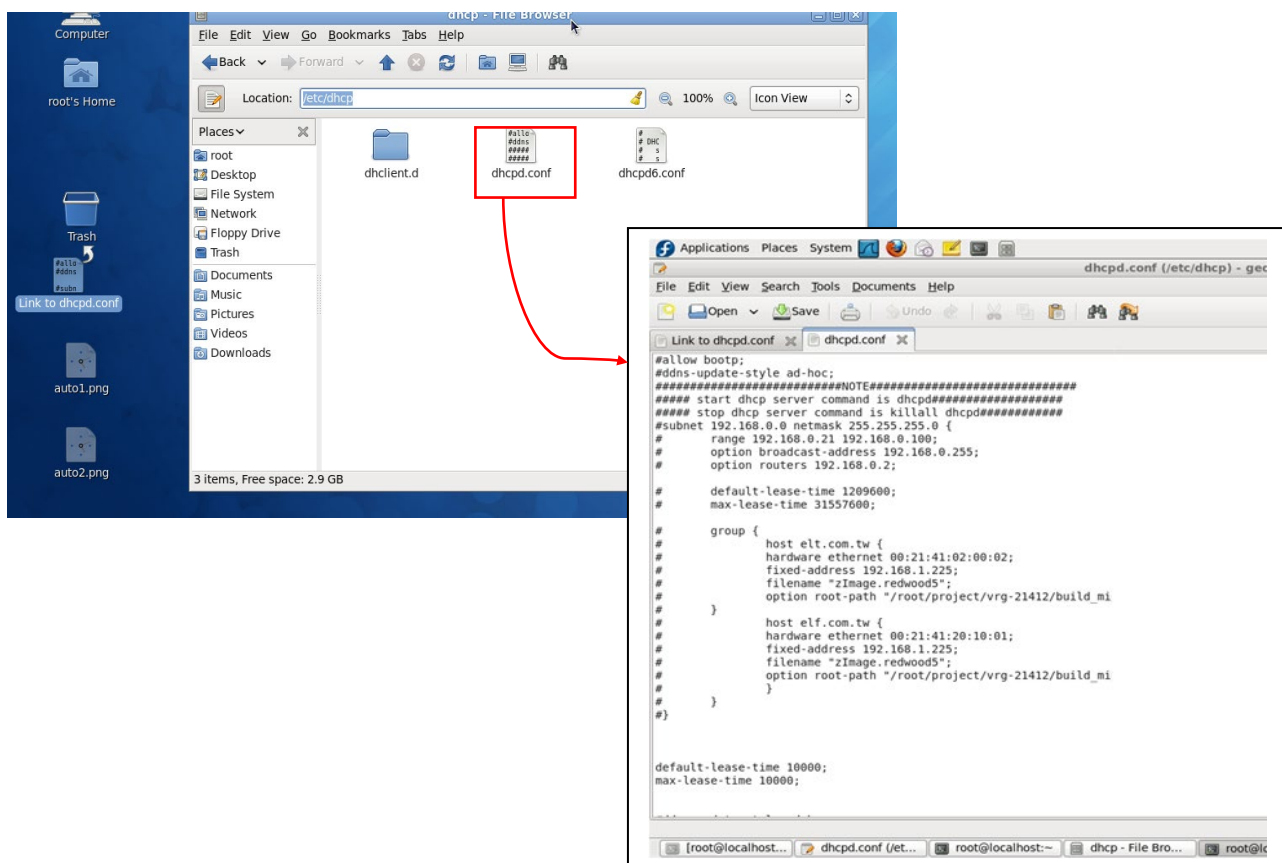 Computer
root's Home
Trash
Link to dhcpd.conf
auto1.png
auto2.png
dhcp - File Browser
File Edit View Go Bookmarks Tabs Help
Back Forward
Location: /etc/dhcp 100% Icon View
Places
root
Desktop
File System
Network
Floppy Drive
Trash
Documents
Music
Pictures
Videos
Downloads
#allo
#ddns
#####
#####
dhclient.d
dhcpd.conf
# DHC
dhcpd6.conf
3 items, Free space: 2.9 GB
Applications Places System
dhcpd.conf (/etc/dhcp) - ged
File Edit View Search Tools Documents Help
Open Save Undo
Link to dhcpd.conf dhcpd.conf
#allow bootp;
#ddns-update-style ad-hoc;
###########################NOTE##############################
##### start dhcp server command is dhcpd###################
##### stop dhcp server command is killall dhcpd############
#subnet 192.168.0.0 netmask 255.255.255.0 {
# range 192.168.0.21 192.168.0.100;
# option broadcast-address 192.168.0.255;
# option routers 192.168.0.2;
# default-lease-time 1209600;
# max-lease-time 31557600;
# group {
# host elt.com.tw {
# hardware ethernet 00:21:41:02:00:02;
# fixed-address 192.168.1.225;
# filename "zImage.redwood5";
# option root-path "/root/project/vrg-21412/build_mi
# }
# host elf.com.tw {
# hardware ethernet 00:21:41:20:10:01;
# fixed-address 192.168.1.225;
# filename "zImage.redwood5";
# option root-path "/root/project/vrg-21412/build_mi
# }
# }
#}
default-lease-time 10000;
max-lease-time 10000;
[root@localhost... dhcpd.conf (/et... root@localhost:~ dhcp - File Bro... root@lo